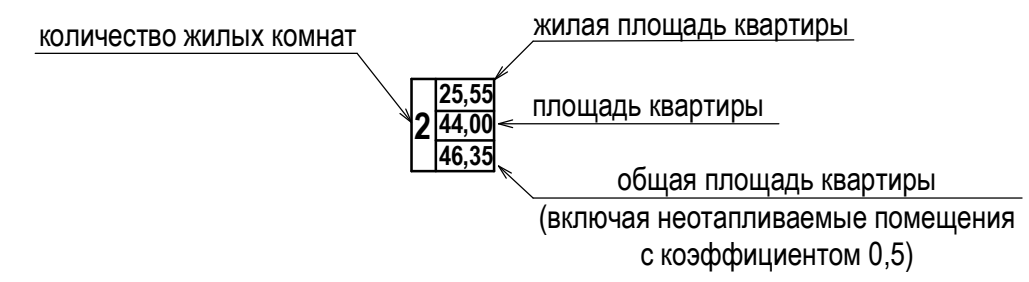 количество жилых комнат
жилая площадь квартиры
2
25,55
44,00
46,35
площадь квартиры
общая площадь квартиры
(включая неотапливаемые помещения
с коэффициентом 0,5)